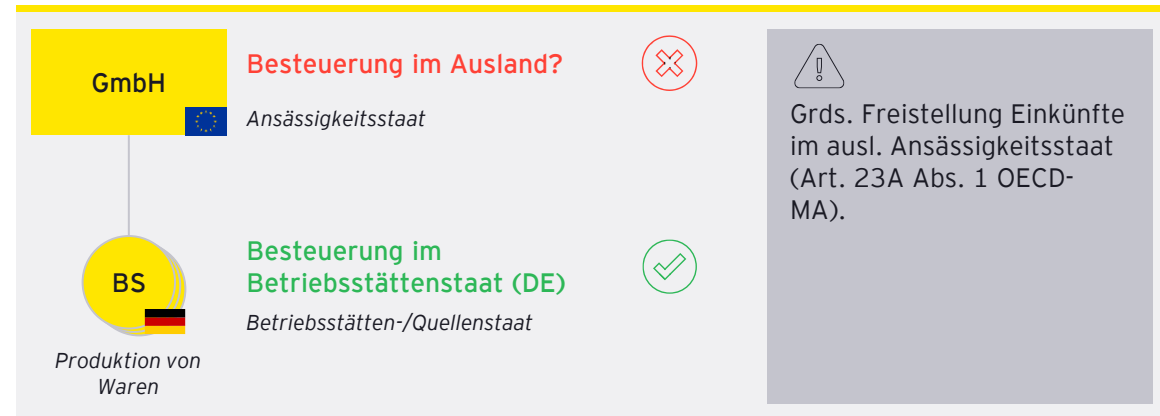 GmbH
Besteuerung im Ausland?
Ansässigkeitsstaat
BS
Produktion von
Waren
Besteuerung im
Betriebsstättenstaat (DE)
Betriebsstätten-/Quellenstaat
Grds. Freistellung Einkünfte
im ausl. Ansässigkeitsstaat
(Art. 23A Abs. 1 OECD-
MA).